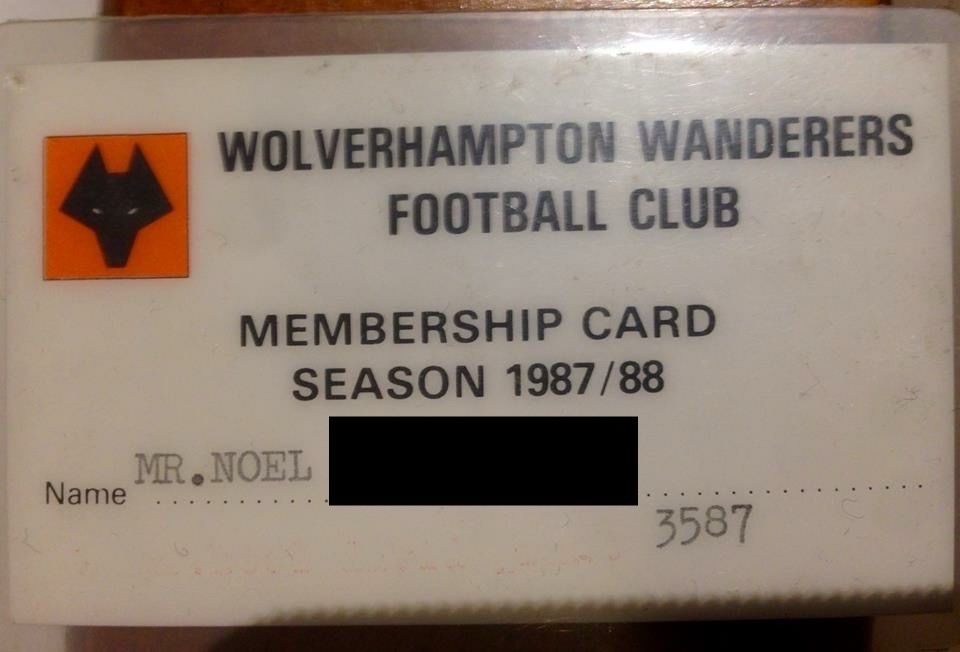 WOLVERHAMPTON WANDERERS
FOOTBALL CLUB
MEMBERSHIP CARD
SEASON 1987/88
Name MR.NOEL
3587